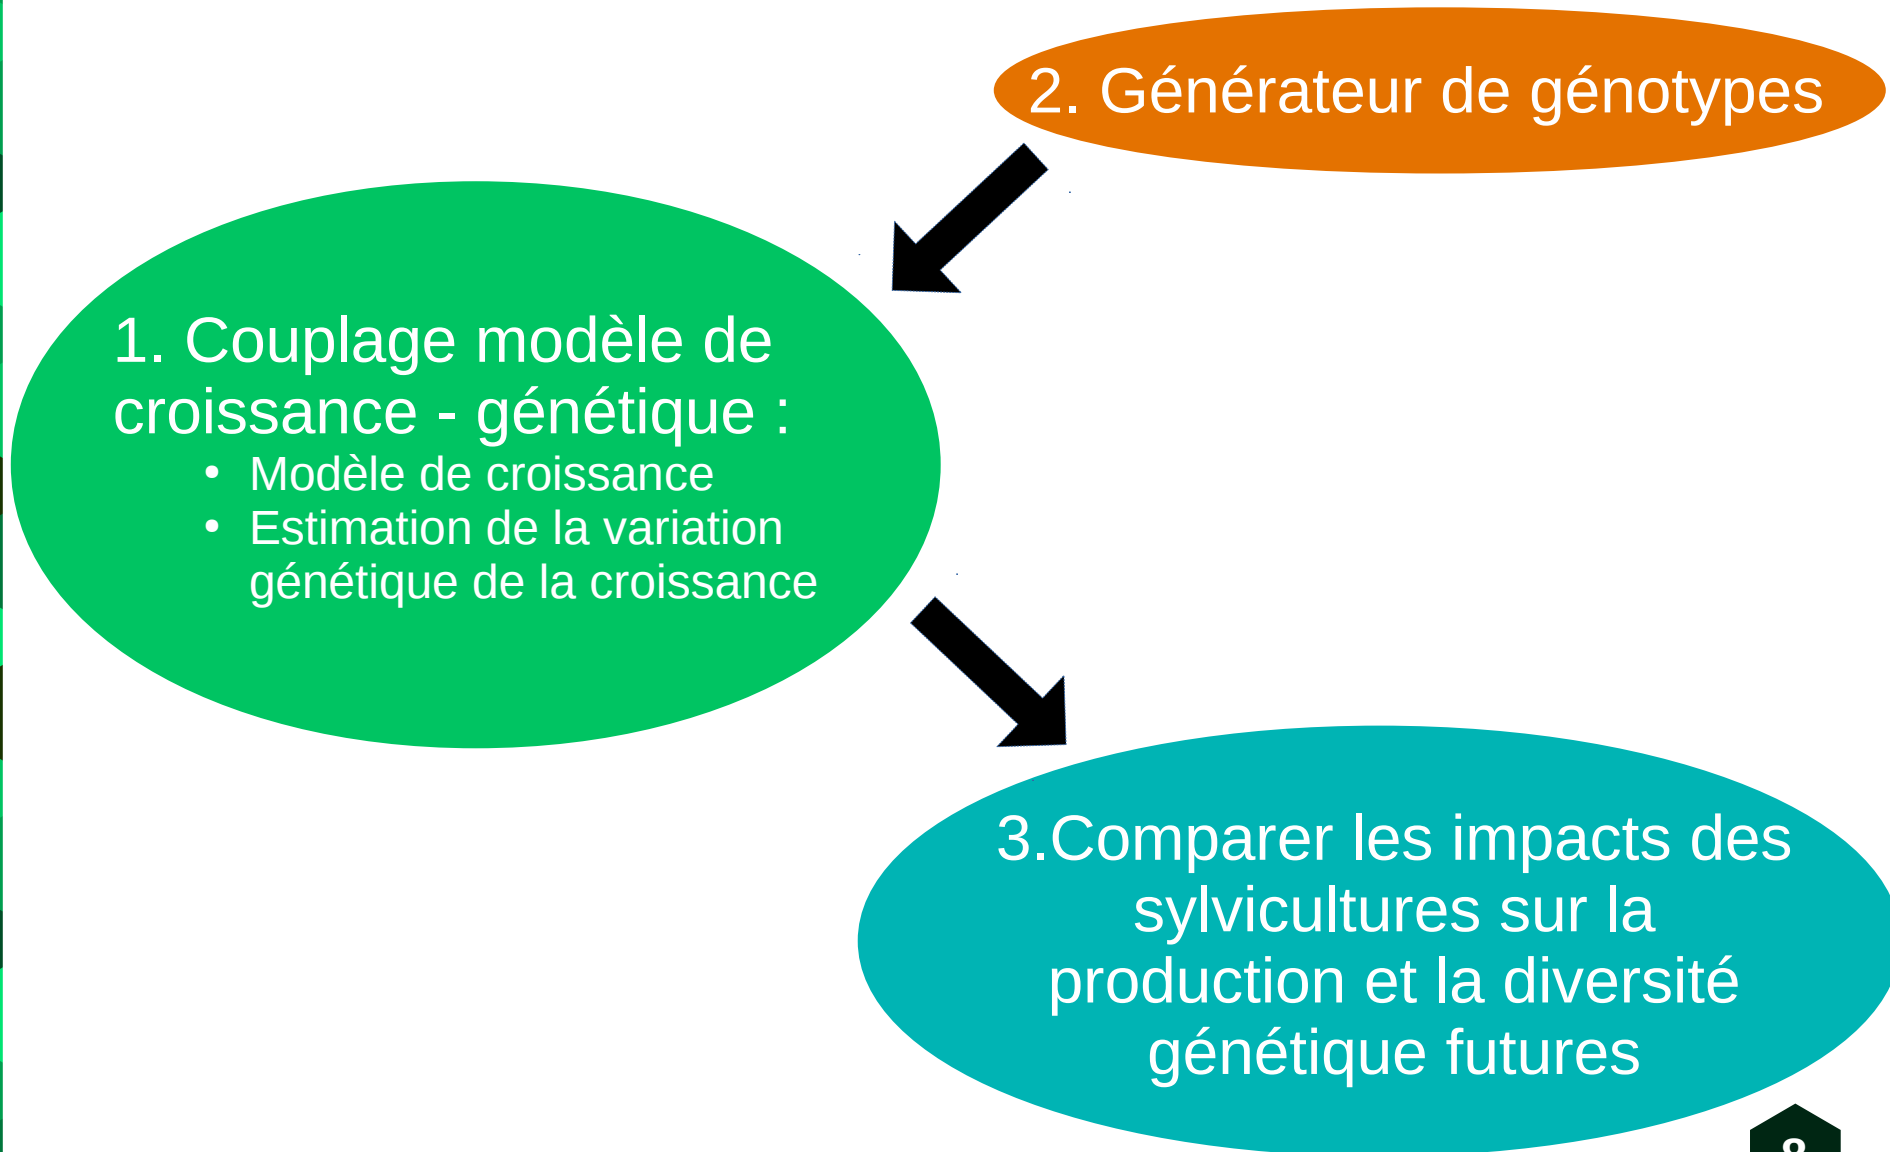 2. Générateur de génotypes
1. Couplage modèle de
croissance - génétique :
• Modèle de croissance
• Estimation de la variation
génétique de la croissance
3.Comparer les impacts des
sylvicultures sur la
production et la diversité
génétique futures
8